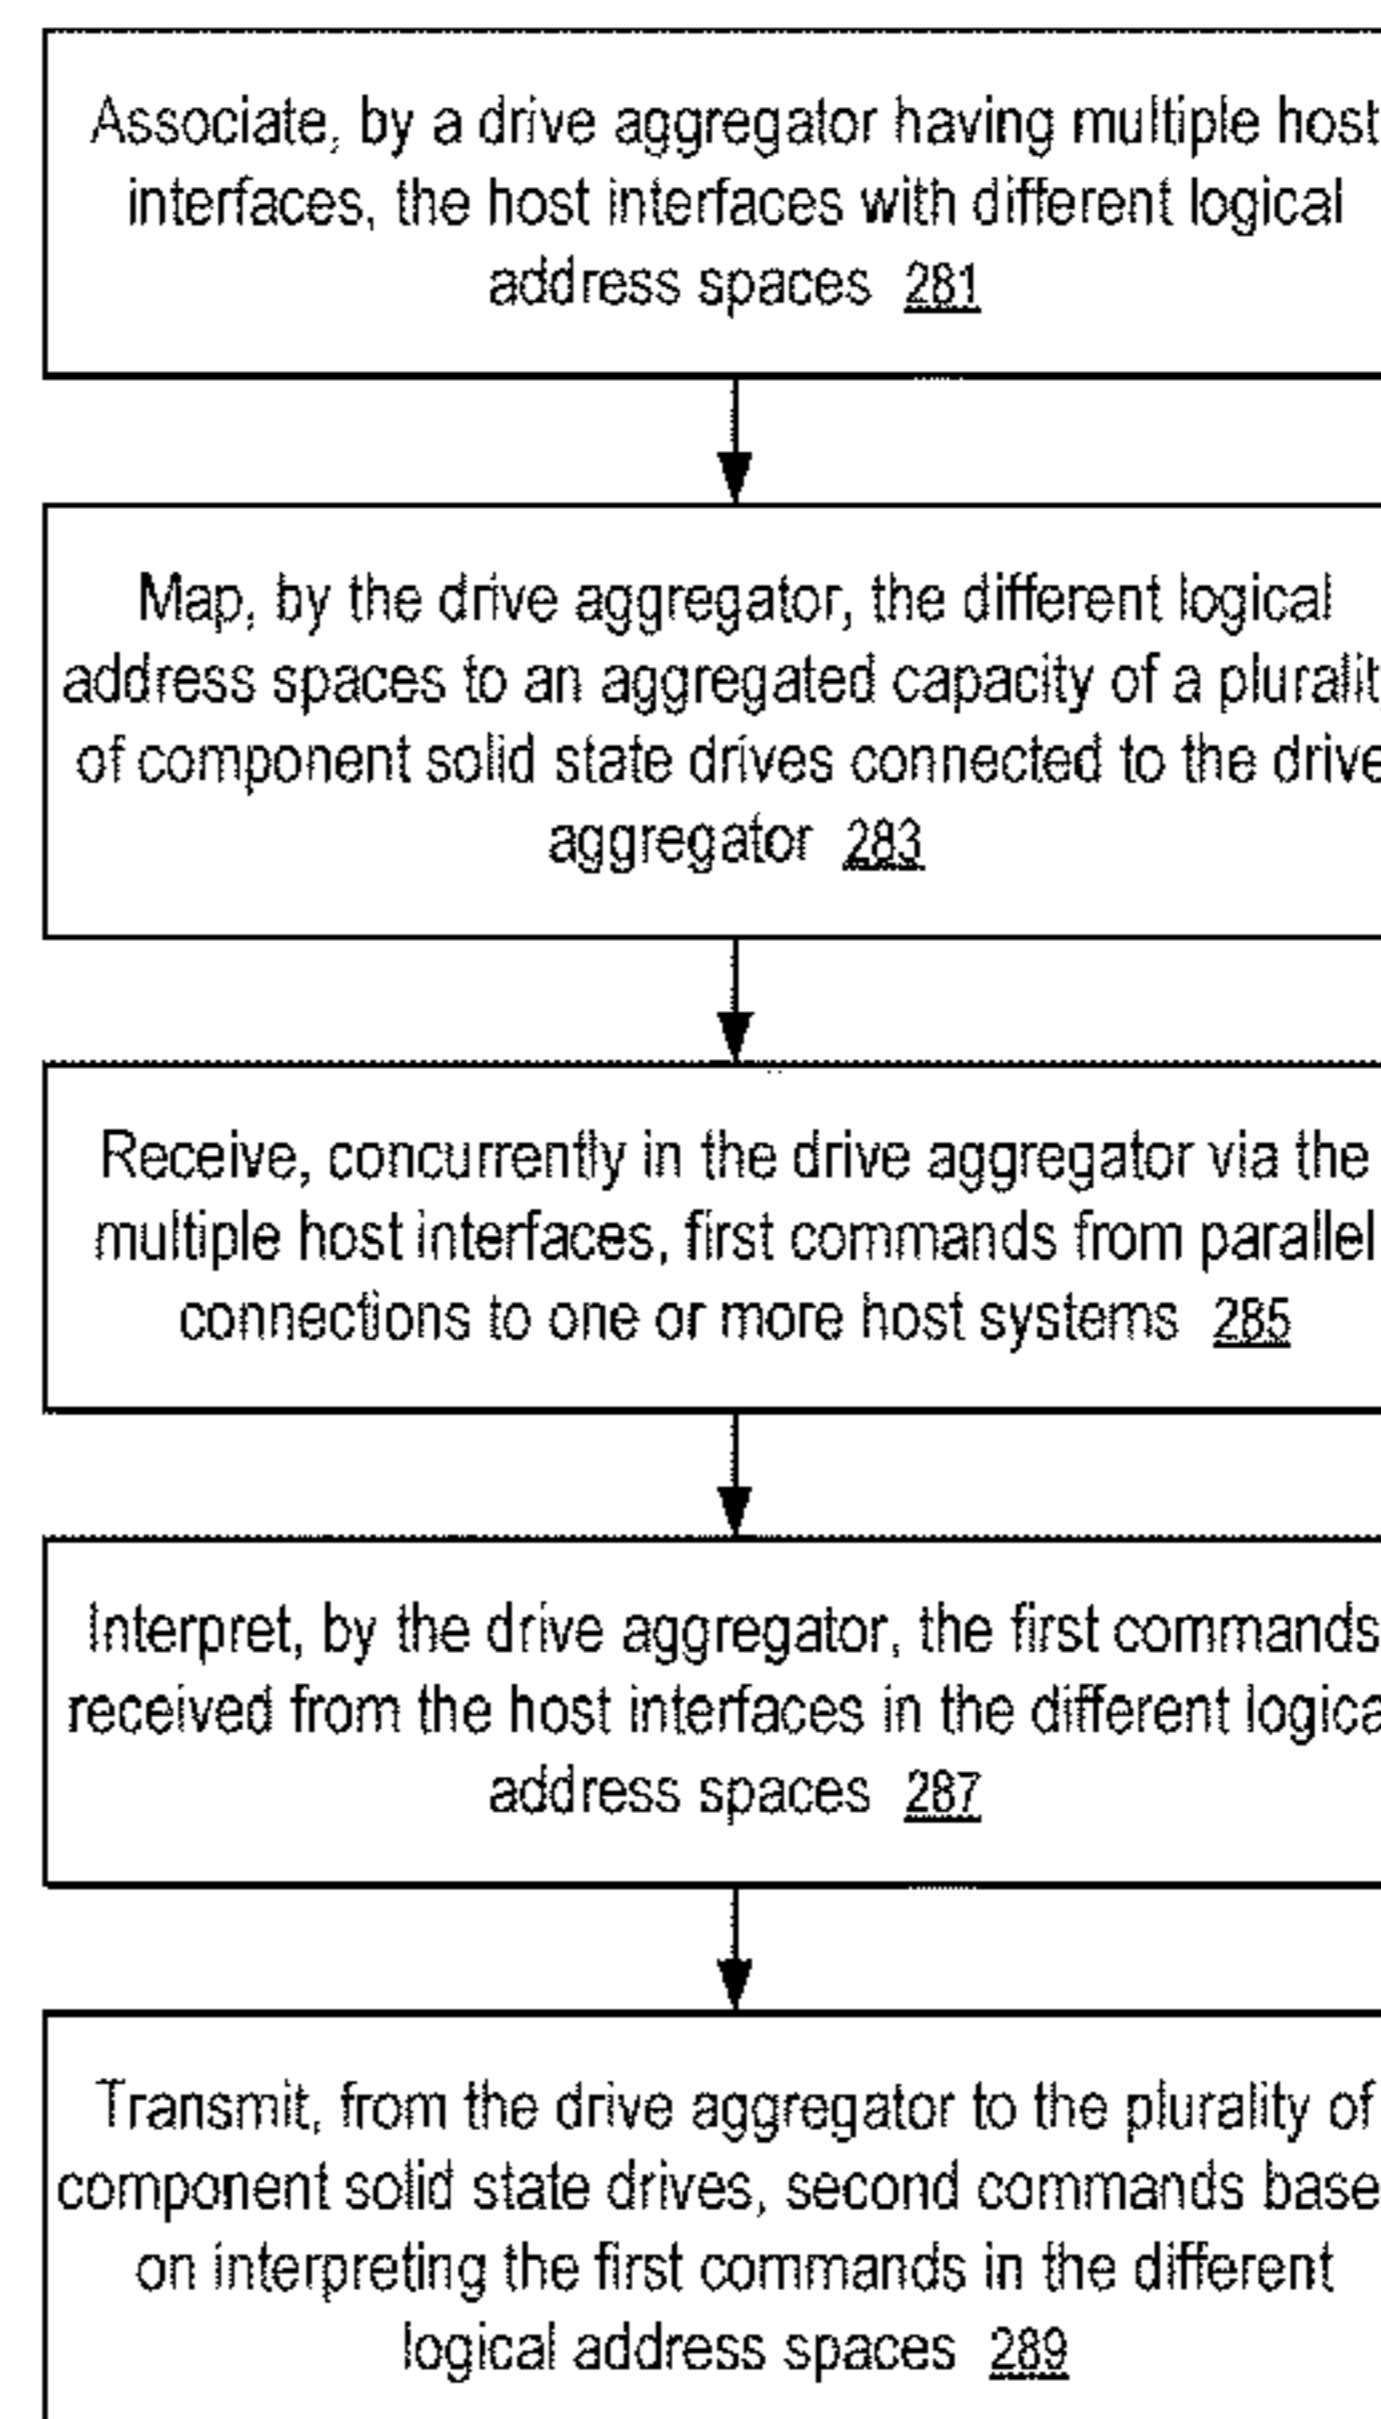 Associate, by a drive aggregator having multiple host
interfaces, the host interfaces with different logical
address spaces 281
Map, by the drive aggregator, the different logical
address spaces to an aggregated capacity of a pluralit
of component solid state drives connected to the drive
aggregator 283
Receive, concurrently in the drive aggregator via the
multiple host interfaces, first commands from parallel
connections to one or more host systems 285
Interpret, by the drive aggregator, the first commands
received from the host interfaces in the different logica
address spaces 287
Transmit, from the drive aggregator to the plurality of
component solid state drives, second commands base
on interpreting the first commands in the different
logical address spaces 289